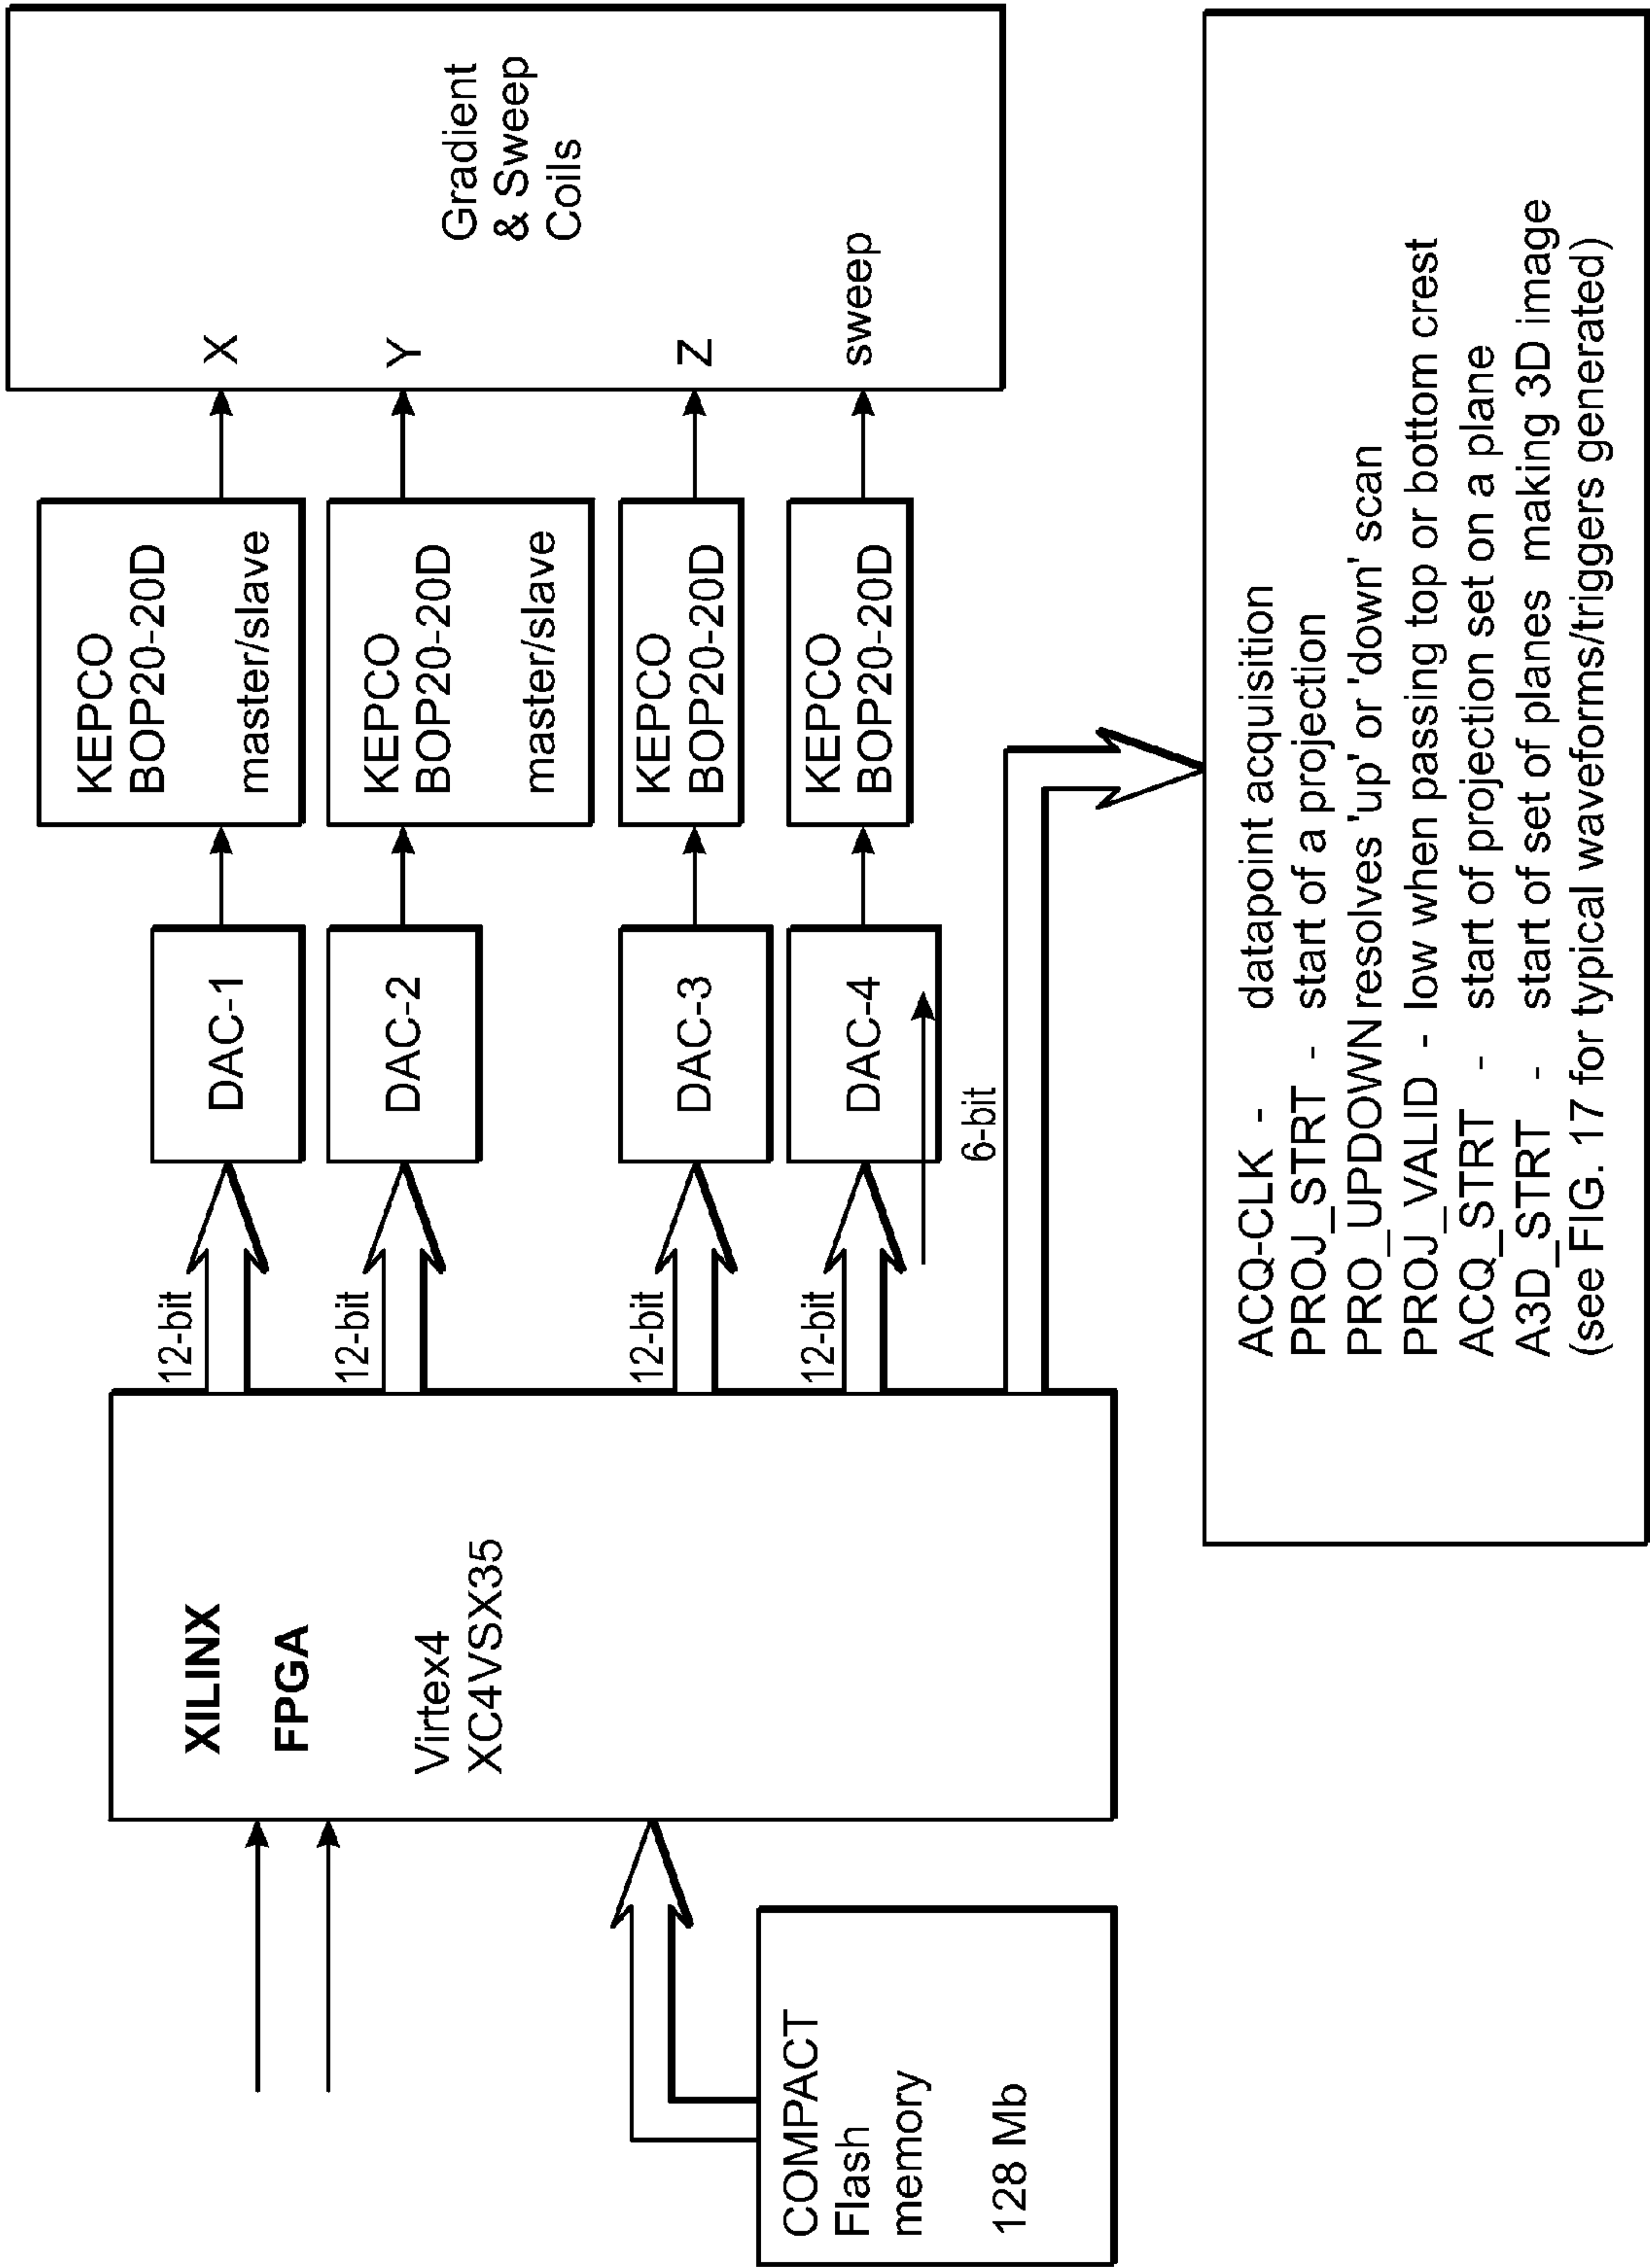 COMPACT
Flash
memory
128 Mb
XILINX
FPGA
Virtex4
XC4VSX35
12-bit
12-bit
12-bit
12-bit
6-bit
DAC-1
DAC-2
DAC-3
DAC-4
KEPCO
BOP20-20D
master/slave
KEPCO
BOP20-20D
master/slave
KEPCO
BOP20-20D
KEPCO
BOP20-20D
X
Y
Z
sweep
Gradient
& Sweep
Coils
ACQ-CLK - datapoint acquisition
PROJ_STRT - start of a projection
PRO_UPDOWN resolves 'up' or 'down' scan
PROJ_VALID - low when passing top or bottom crest
ACQ_STRT - start of projection set on a plane
A3D_STRT - start of set of planes making 3D image
(see FIG. 17 for typical waveforms/triggers generated)